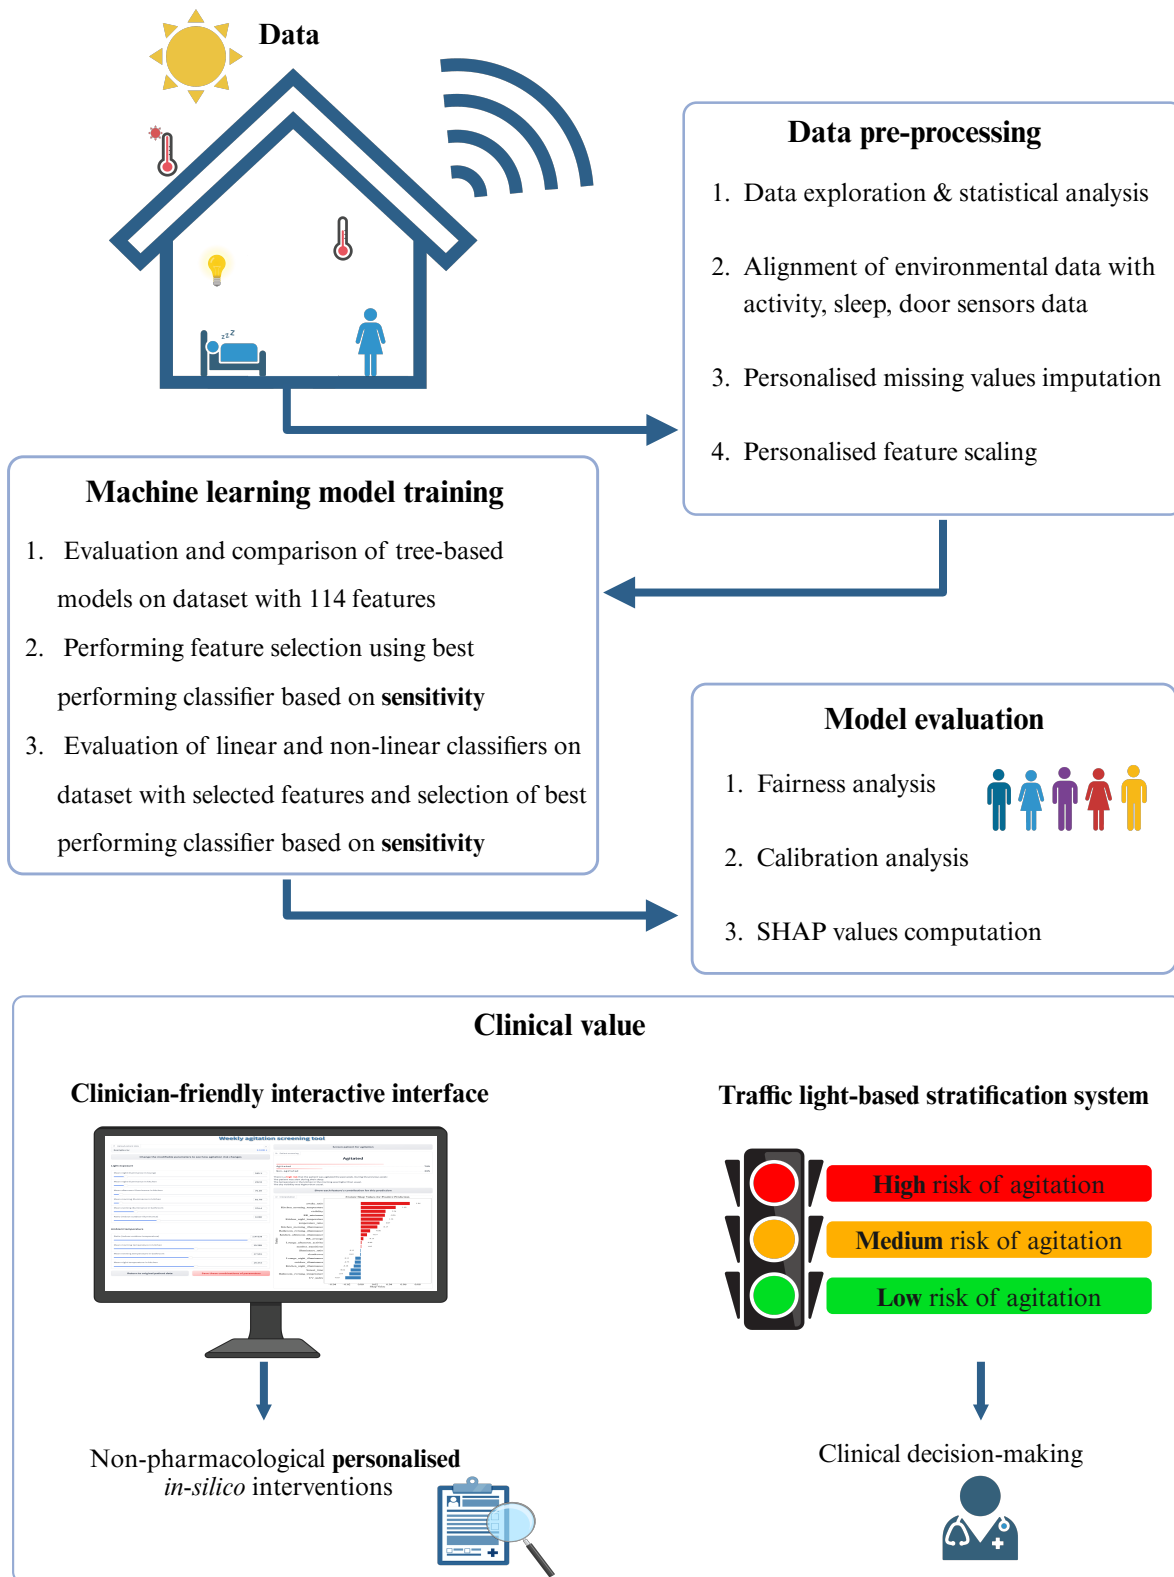 Data
Data pre-processing
1. Data exploration & statistical analysis
2. Alignment of environmental data with
activity, sleep, door sensors data
3. Personalised missing values imputation
4. Personalised feature scaling
Machine learning model training
1. Evaluation and comparison of tree-based
models on dataset with 114 features
2. Performing feature selection using best
performing classifier based on sensitivity
3. Evaluation of linear and non-linear classifiers on
dataset with selected features and selection of best
performing classifier based on sensitivity
Model evaluation
1. Fairness analysis
2. Calibration analysis
3. SHAP values computation
Clinical value
Clinician-friendly interactive interface
Weekly agitation screening tool
Agitated
Traffic light-based stratification system
High risk of agitation
Medium risk of agitation
Low risk of agitation
Non-pharmacological personalised
in-silico interventions
Clinical decision-making
zzZ